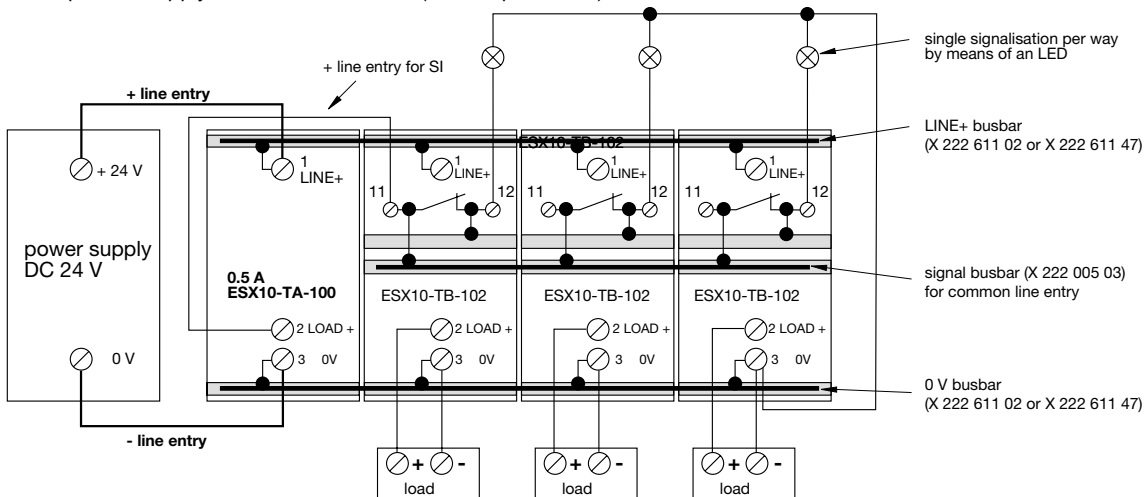 single signalisation per way
by means of an LED
+ line entry for SI
+ line entry
LINE+ busbar
(X 222 611 02 or X 222 611 47)
ESX10-TB-102
+ 24 V
1
LINE+
1
LINE+
1
LINE+
1
LINE+
11
12
11
12
11
12
power supply
DC 24 V
0.5 A
ESX10-TA-100
signal busbar (X 222 005 03)
for common line entry
ESX10-TB-102
ESX10-TB-102
ESX10-TB-102
2 LOAD +
2 LOAD +
2 LOAD +
2 LOAD +
0 V
3 0V
3 0V
3 0V
3 0V
0 V busbar
(X 222 611 02 or X 222 611 47)
- line entry
+ -
load
+ -
load
+ -
load